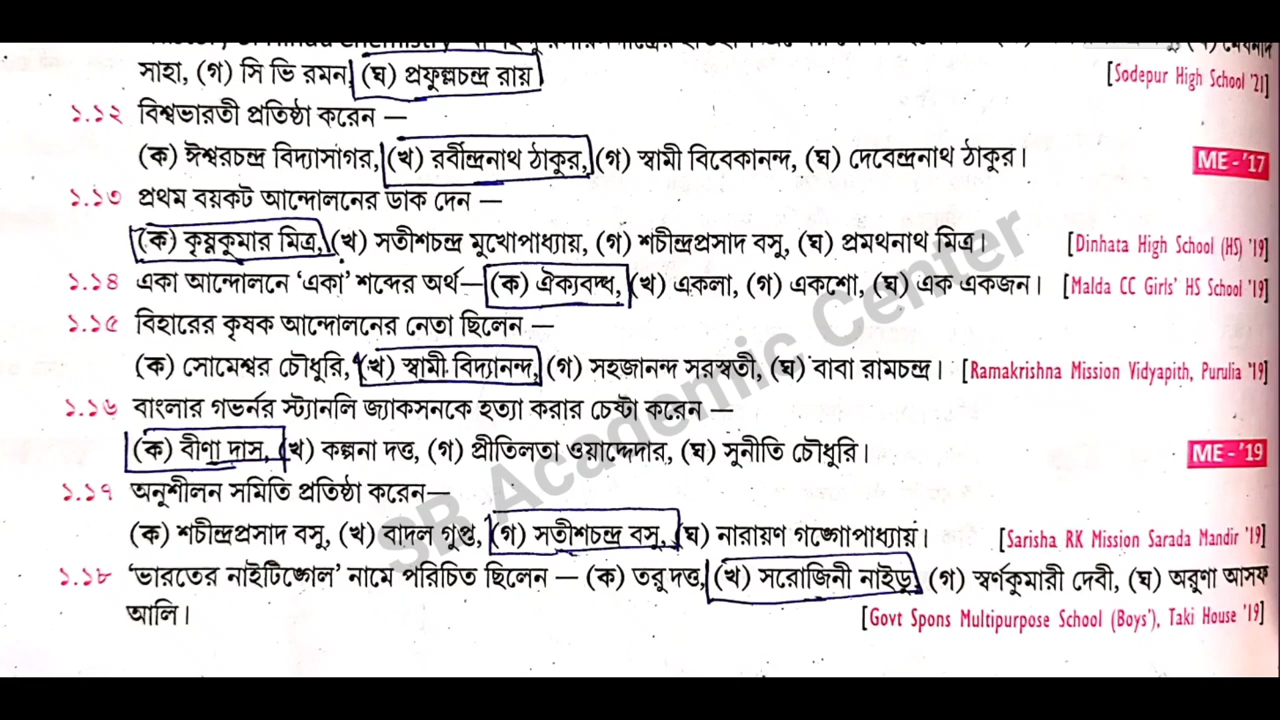 সাহা, (গ) সি ভি রমন, (ঘ) প্রফুল্লচন্দ্র রায় [Sodepur High School '21]
১.১২ বিশ্বভারতী প্রতিষ্ঠা করেন —
(ক) ঈশ্বরচন্দ্র বিদ্যাসাগর, (খ) রবীন্দ্রনাথ ঠাকুর, (গ) স্বামী বিবেকানন্দ, (ঘ) দেবেন্দ্রনাথ ঠাকুর। ME - '17
১.১৩ প্রথম বয়কট আন্দোলনের ডাক দেন —
(ক) কৃষ্ণকুমার মিত্র, (খ) সতীশচন্দ্র মুখোপাধ্যায়, (গ) শচীন্দ্রপ্রসাদ বসু, (ঘ) প্রমথনাথ মিত্র। [Dinhata High School (HS) '19]
১.১৪ একা আন্দোলনে 'একা' শব্দের অর্থ— (ক) ঐক্যবদ্ধ, (খ) একলা, (গ) একশো, (ঘ) এক একজন। [Malda CC Girls' HS School '19]
১.১৫ বিহারের কৃষক আন্দোলনের নেতা ছিলেন —
(ক) সোমেশ্বর চৌধুরি, (খ) স্বামী বিদ্যানন্দ, (গ) সহজানন্দ সরস্বতী, (ঘ) বাবা রামচন্দ্র। [Ramakrishna Mission Vidyapith, Purulia '19]
১.১৬ বাংলার গভর্নর স্ট্যানলি জ্যাকসনকে হত্যা করার চেষ্টা করেন —
(ক) বীণা দাস, (খ) কল্পনা দত্ত, (গ) প্রীতিলতা ওয়াদ্দেদার, (ঘ) সুনীতি চৌধুরি। ME - '19
১.১৭ অনুশীলন সমিতি প্রতিষ্ঠা করেন—
(ক) শচীন্দ্রপ্রসাদ বসু, (খ) বাদল গুপ্ত, (গ) সতীশচন্দ্র বসু, (ঘ) নারায়ণ গঙ্গোপাধ্যায়। [Sarisha RK Mission Sarada Mandir '19]
১.১৮ 'ভারতের নাইটিঙ্গেল' নামে পরিচিত ছিলেন — (ক) তরু দত্ত, (খ) সরোজিনী নাইডু, (গ) স্বর্ণকুমারী দেবী, (ঘ) অরুণা আসফ
আলি। [Govt Spons Multipurpose School (Boys'), Taki House '19]
SR Academic Center